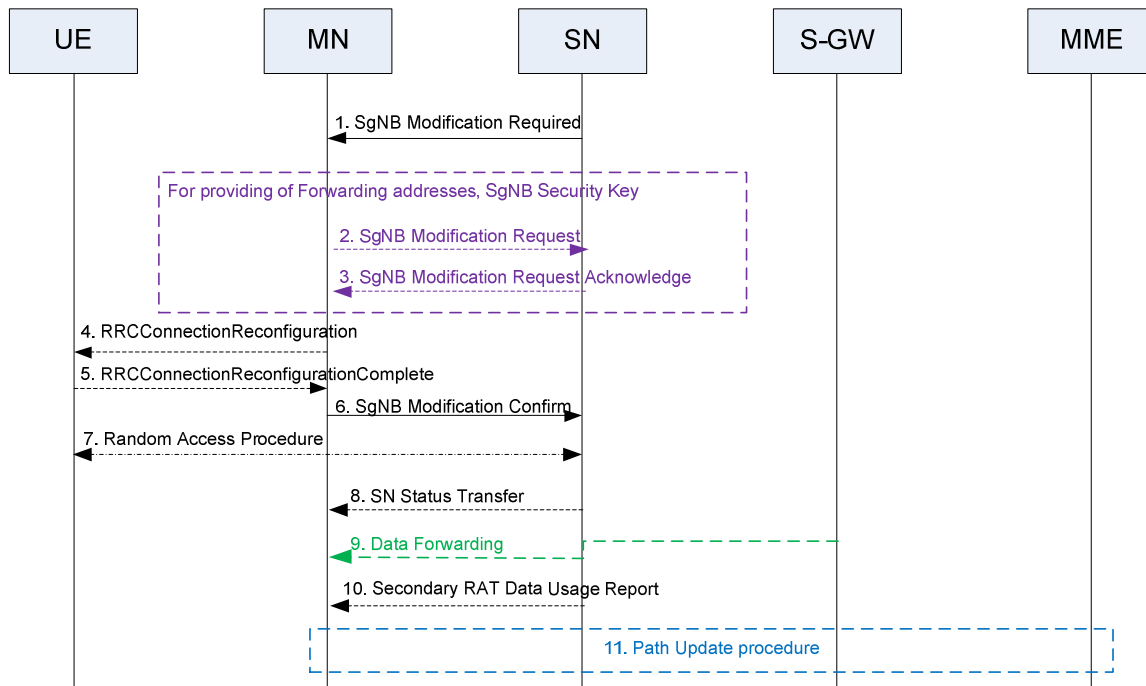 UE
MN
SN
S-GW
MME
1. SgNB Modification Required
For providing of Forwarding addresses, SgNB Security Key
2. SgNB Modification Request
3. SgNB Modification Request Acknowledge
4. RRCConnectionReconfiguration
5. RRCConnectionReconfigurationComplete
6. SgNB Modification Confirm
7. Random Access Procedure
8. SN Status Transfer
9. Data Forwarding
10. Secondary RAT Data Usage Report
11. Path Update procedure